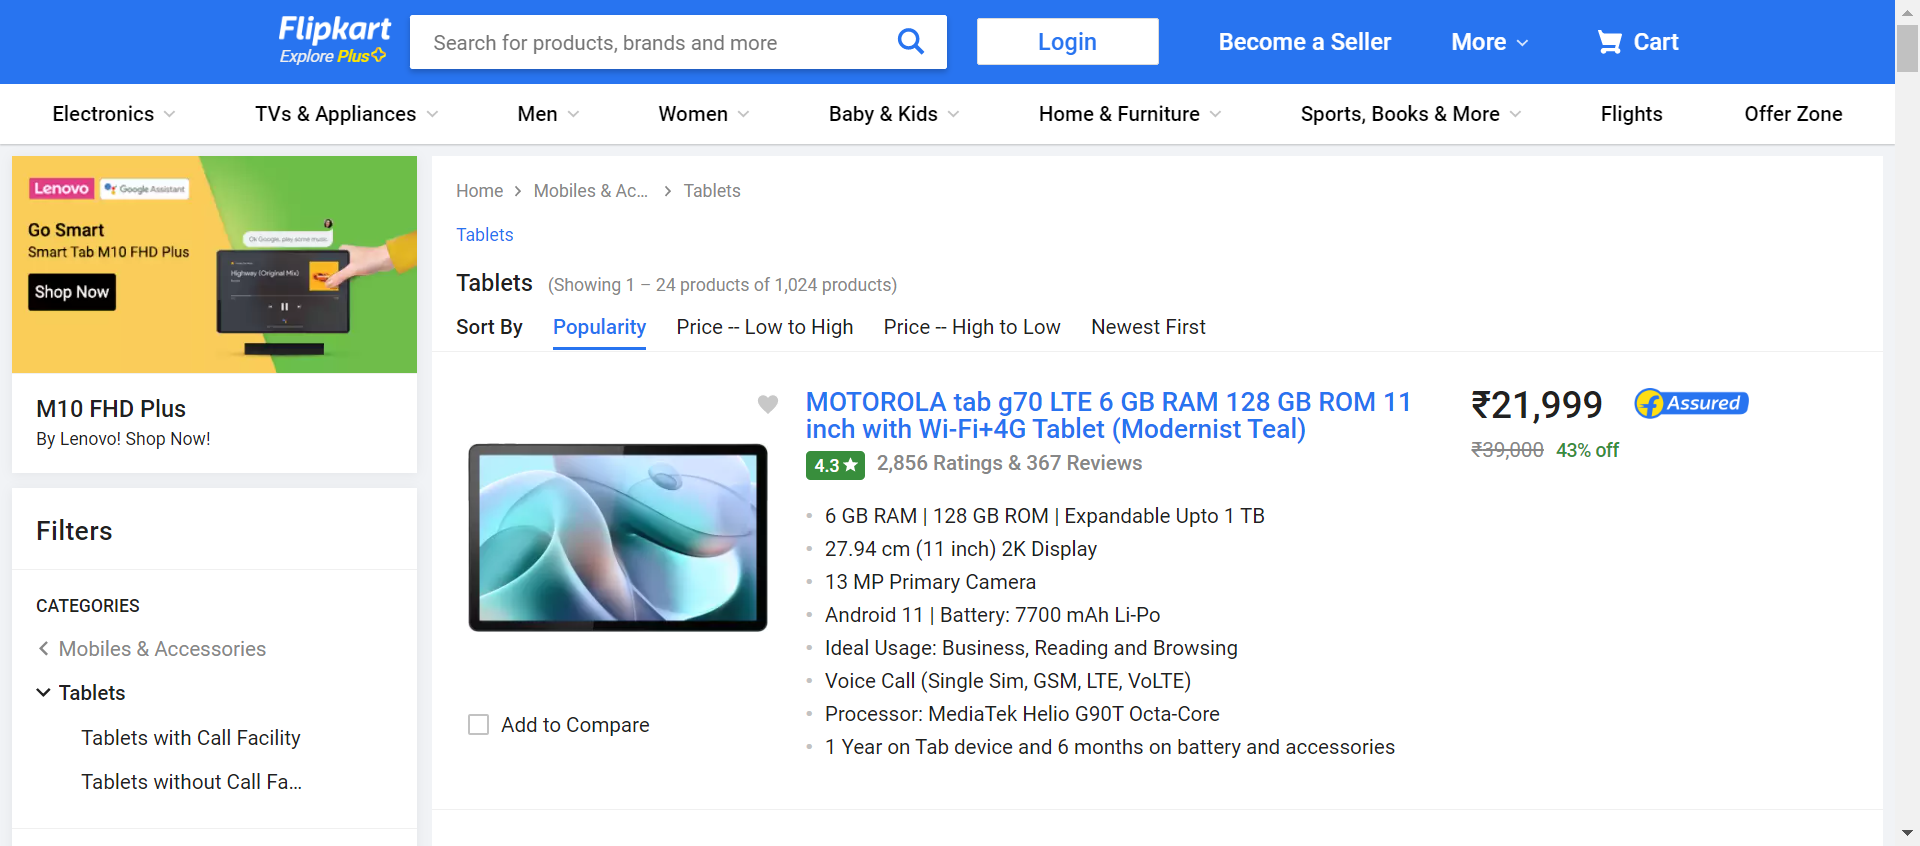 Flipkart
Explore Plus
Search for products, brands and more
Login
Become a Seller
More
Cart
Electronics
TVs & Appliances
Men
Women
Baby & Kids
Home & Furniture
Sports, Books & More
Flights
Offer Zone
Lenovo
Google Assistant
Go Smart
Smart Tab M10 FHD Plus
Shop Now
Ok Google, play some music
Highway (Original Mix)
M10 FHD Plus
By Lenovo! Shop Now!
Filters
CATEGORIES
Mobiles & Accessories
Tablets
Tablets with Call Facility
Tablets without Call Fa...
Home > Mobiles & Ac... > Tablets
Tablets
Tablets (Showing 1 – 24 products of 1,024 products)
Sort By Popularity Price -- Low to High Price -- High to Low Newest First
MOTOROLA tab g70 LTE 6 GB RAM 128 GB ROM 11
inch with Wi-Fi+4G Tablet (Modernist Teal)
4.3★ 2,856 Ratings & 367 Reviews
6 GB RAM | 128 GB ROM | Expandable Upto 1 TB
27.94 cm (11 inch) 2K Display
13 MP Primary Camera
Android 11 | Battery: 7700 mAh Li-Po
Ideal Usage: Business, Reading and Browsing
Voice Call (Single Sim, GSM, LTE, VoLTE)
Processor: MediaTek Helio G90T Octa-Core
1 Year on Tab device and 6 months on battery and accessories
Add to Compare
₹21,999
Assured
₹39,000 43% off